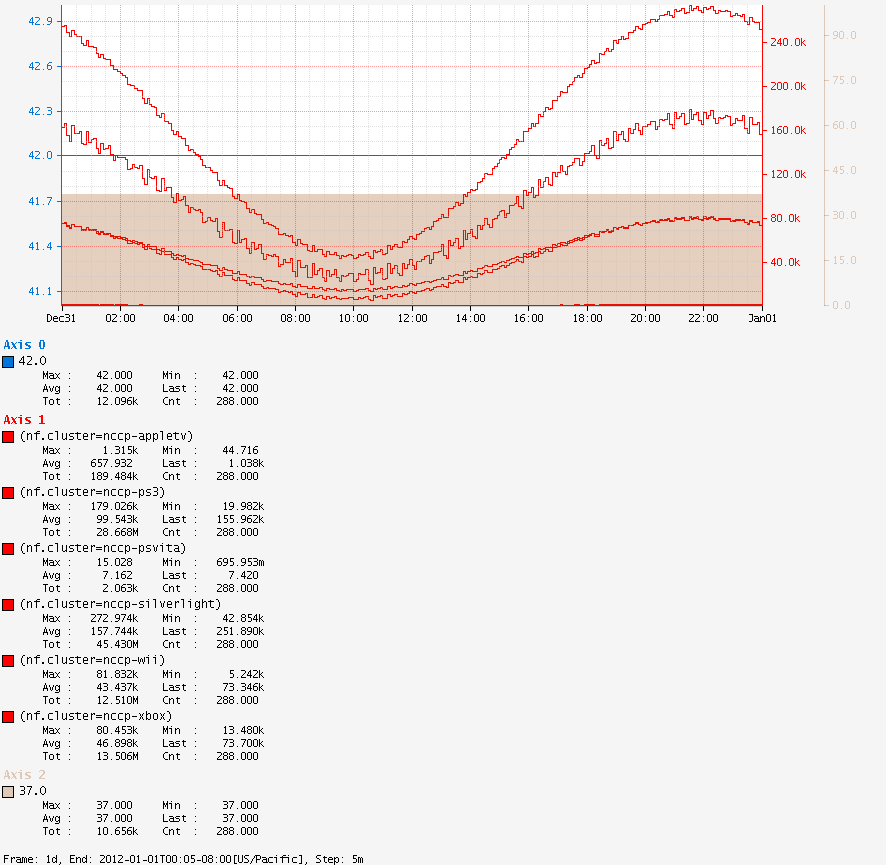 42.9
42.6
42.3
42.0
41.7
41.4
41.1
240.0k
200.0k
160.0k
120.0k
80.0k
40.0k
90.0
75.0
60.0
45.0
30.0
15.0
0.0
Dec31 02:00 04:00 06:00 08:00 10:00 12:00 14:00 16:00 18:00 20:00 22:00 Jan01
Axis 0
42.0
Max : 42.000 Min : 42.000
Avg : 42.000 Last : 42.000
Tot : 12.096k Cnt : 288.000
Axis 1
(nf.cluster=nccp-appletv)
Max : 1.315k Min : 44.716
Avg : 657.932 Last : 1.038k
Tot : 189.484k Cnt : 288.000
(nf.cluster=nccp-ps3)
Max : 179.026k Min : 19.982k
Avg : 99.543k Last : 155.962k
Tot : 28.668M Cnt : 288.000
(nf.cluster=nccp-psvita)
Max : 15.028 Min : 695.953m
Avg : 7.162 Last : 7.420
Tot : 2.063k Cnt : 288.000
(nf.cluster=nccp-silverlight)
Max : 272.974k Min : 42.854k
Avg : 157.744k Last : 251.890k
Tot : 45.430M Cnt : 288.000
(nf.cluster=nccp-wii)
Max : 81.832k Min : 5.242k
Avg : 43.437k Last : 73.346k
Tot : 12.510M Cnt : 288.000
(nf.cluster=nccp-xbox)
Max : 80.453k Min : 13.480k
Avg : 46.898k Last : 73.700k
Tot : 13.506M Cnt : 288.000
Axis 2
37.0
Max : 37.000 Min : 37.000
Avg : 37.000 Last : 37.000
Tot : 10.656k Cnt : 288.000
Frame: 1d, End: 2012-01-01T00:05-08:00[US/Pacific], Step: 5m